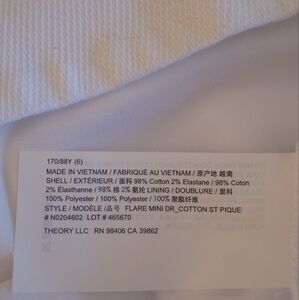 170/88Y (6)
MADE IN VIETNAM / FABRIQUÉ AU VIETNAM / 原产地 越南
SHELL / EXTÉRIEUR / 面料 98% Cotton 2% Elastane / 98% Coton
2% Élasthanne / 98% 棉 2% 氨纶 LINING / DOUBLURE / 里料
100% Polyester / 100% Polyester / 100% 聚酯纤维
STYLE / MODÈLE /品号 FLARE MINI DR_COTTON ST PIQUE
# N0204602 LOT # 465670
THEORY LLC RN 98406 CA 39862